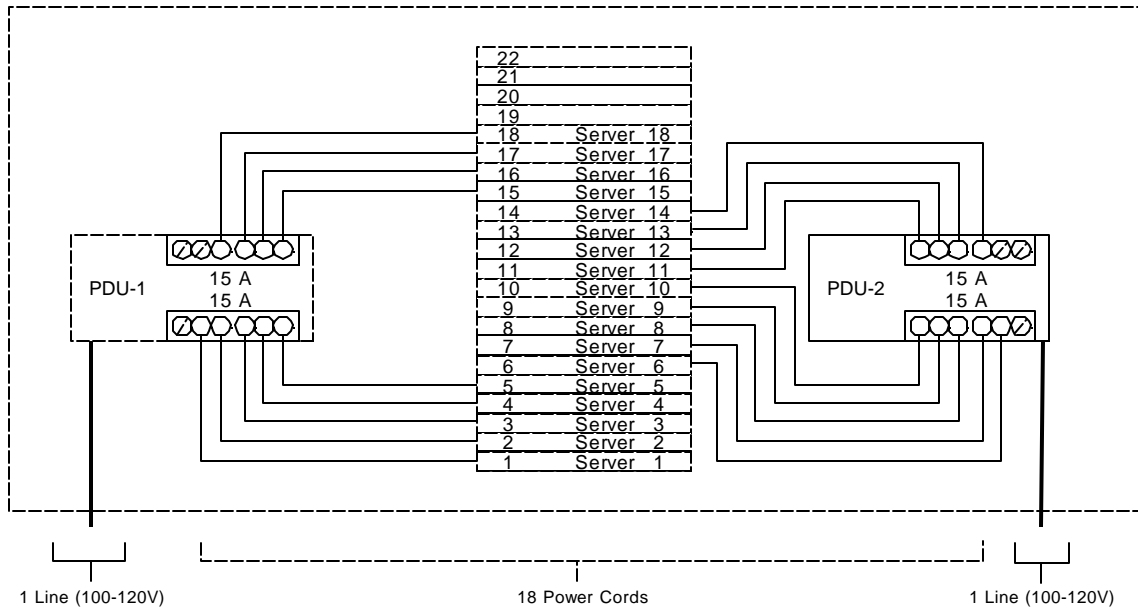 22
21
20
19
18 Server 18
17 Server 17
16 Server 16
15 Server 15
14 Server 14
13 Server 13
12 Server 12
11 Server 11
10 Server 10
9 Server 9
8 Server 8
7 Server 7
6 Server 6
5 Server 5
4 Server 4
3 Server 3
2 Server 2
1 Server 1
PDU-1
15 A
15 A
PDU-2
15 A
15 A
1 Line (100-120V)
18 Power Cords
1 Line (100-120V)